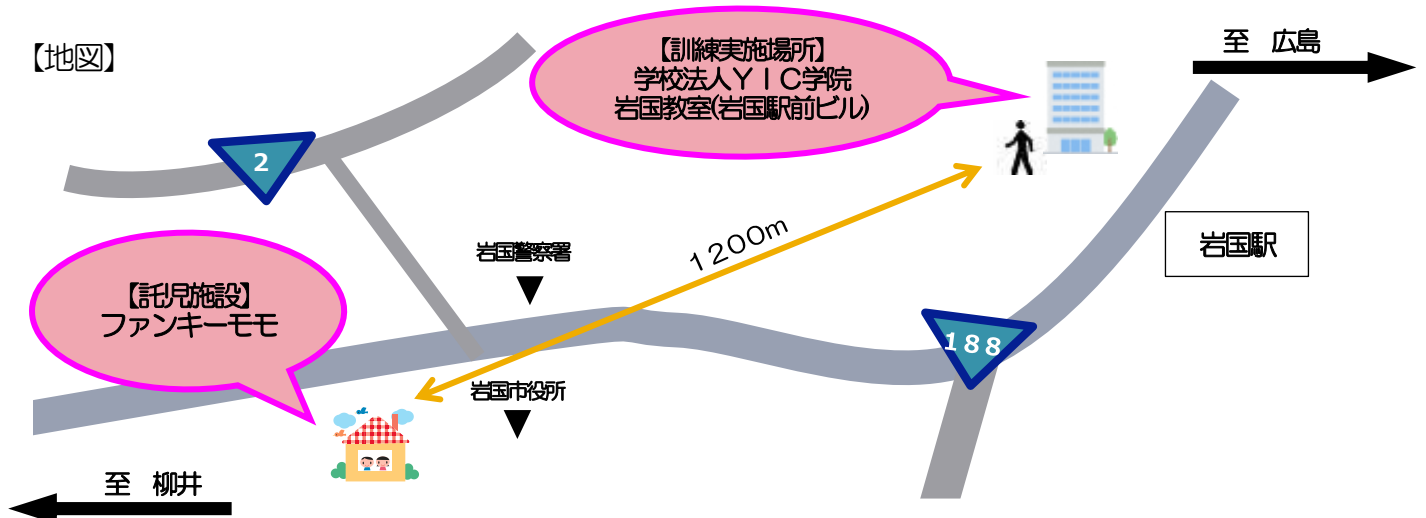 【地図】
【訓練実施場所】
学校法人ＹＩＣ学院
岩国教室(岩国駅前ビル)
至　広島
2
岩国警察署
1200m
岩国駅
【託児施設】
ファンキーモモ
188
岩国市役所
至　柳井